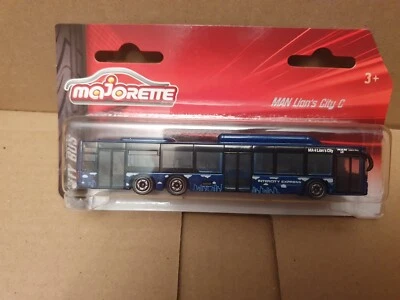 majorette
MAN Lion's City C
3+
CITY BUS
MAN Lion's City